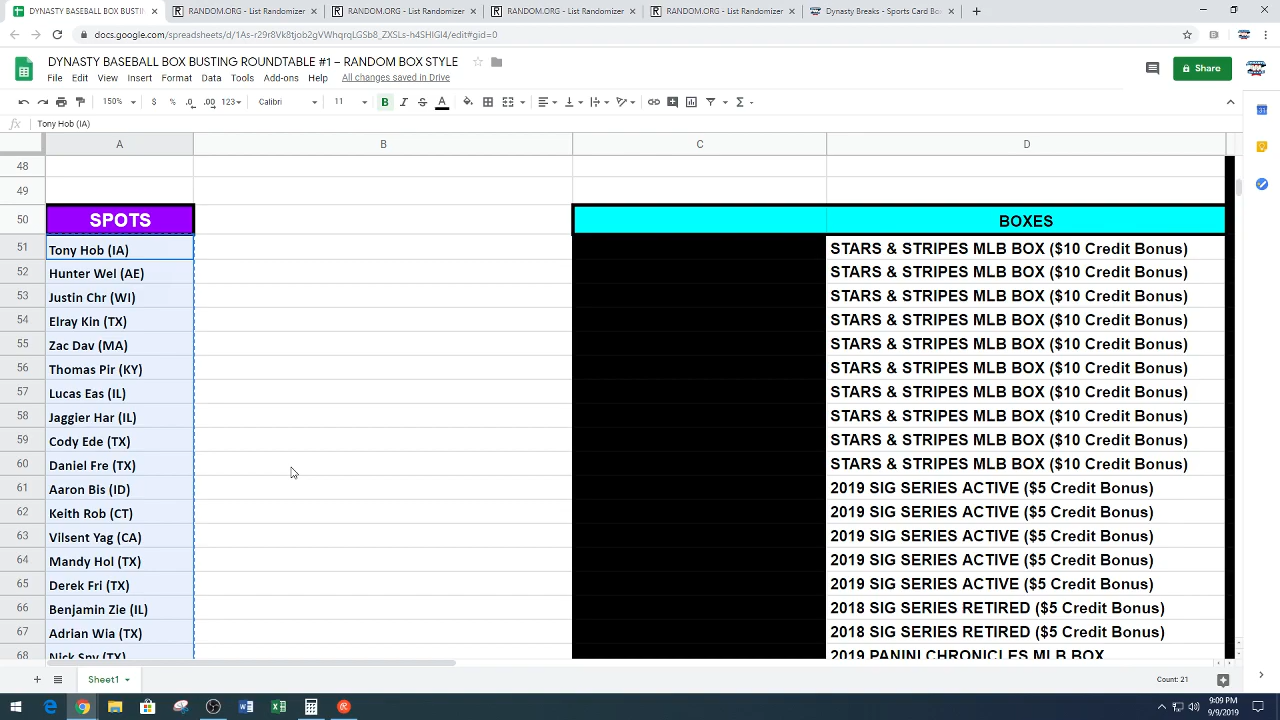 DYNASTY BASEBALL BOX BUSTIN
RANDOM.ORG - List Randomizer
RANDOM.ORG - List Randomizer
RANDOM.ORG - List Randomizer
RANDOM.ORG - List Randomizer
Dynasty Breaks - Sports Card Bo
docs.google.com/spreadsheets/d/1As-r29r8Vk8tjob2gVWhqrqLGSb8_ZXSLs-h4SHIGI4/edit#gid=0
DYNASTY BASEBALL BOX BUSTING ROUNDTABLE #1 – RANDOM BOX STYLE
File Edit View Insert Format Data Tools Add-ons Help All changes saved in Drive
Share
150% $ % .0 .00 123 Calibri 11 B I S A
fx Tony Hob (IA)
A B C D
48
49
50 SPOTS BOXES
51 Tony Hob (IA) STARS & STRIPES MLB BOX ($10 Credit Bonus)
52 Hunter Wel (AE) STARS & STRIPES MLB BOX ($10 Credit Bonus)
53 Justin Chr (WI) STARS & STRIPES MLB BOX ($10 Credit Bonus)
54 Elray Kin (TX) STARS & STRIPES MLB BOX ($10 Credit Bonus)
55 Zac Dav (MA) STARS & STRIPES MLB BOX ($10 Credit Bonus)
56 Thomas Pir (KY) STARS & STRIPES MLB BOX ($10 Credit Bonus)
57 Lucas Eas (IL) STARS & STRIPES MLB BOX ($10 Credit Bonus)
58 Jaggier Har (IL) STARS & STRIPES MLB BOX ($10 Credit Bonus)
59 Cody Ede (TX) STARS & STRIPES MLB BOX ($10 Credit Bonus)
60 Daniel Fre (TX) STARS & STRIPES MLB BOX ($10 Credit Bonus)
61 Aaron Bis (ID) 2019 SIG SERIES ACTIVE ($5 Credit Bonus)
62 Keith Rob (CT) 2019 SIG SERIES ACTIVE ($5 Credit Bonus)
63 Vilsent Yag (CA) 2019 SIG SERIES ACTIVE ($5 Credit Bonus)
64 Mandy Hol (TX) 2019 SIG SERIES ACTIVE ($5 Credit Bonus)
65 Derek Fri (TX) 2019 SIG SERIES ACTIVE ($5 Credit Bonus)
66 Benjamin Zie (IL) 2018 SIG SERIES RETIRED ($5 Credit Bonus)
67 Adrian Wia (TX) 2018 SIG SERIES RETIRED ($5 Credit Bonus)
68 Nick Spy (TX) 2019 PANINI CHRONICLES MLB BOX
Sheet1
Count: 21
9:09 PM
9/9/2019